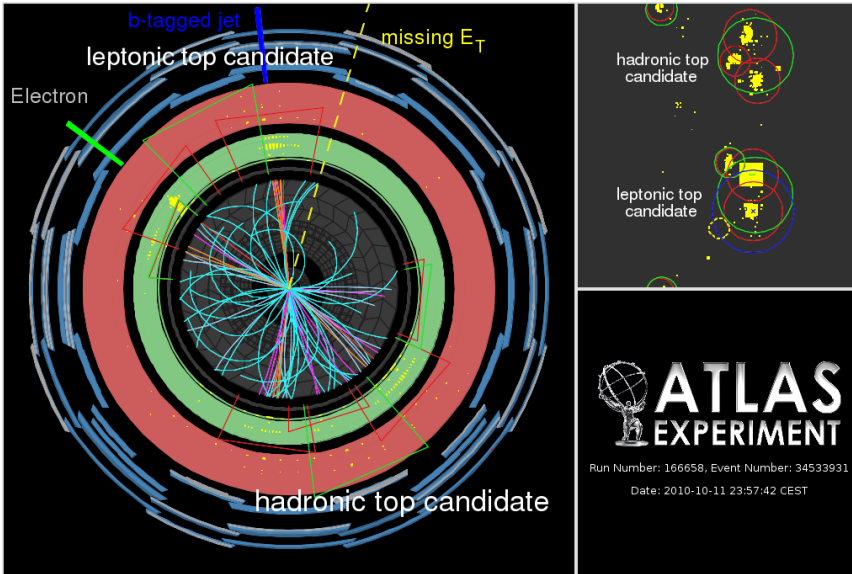 b-tagged jet
leptonic top candidate
missing E_T
Electron
hadronic top candidate
hadronic top
candidate
leptonic top
candidate
ATLAS
EXPERIMENT
Run Number: 166658, Event Number: 34533931
Date: 2010-10-11 23:57:42 CEST